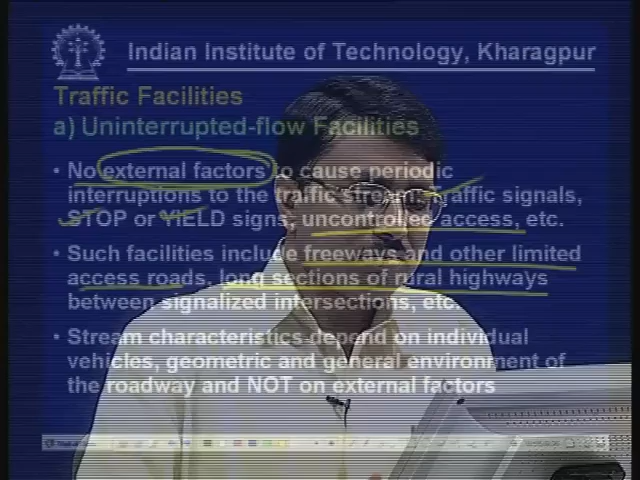 Indian Institute of Technology, Kharagpur
Traffic Facilities
a) Uninterrupted-flow Facilities
• No external factors to cause periodic
interruptions to the traffic stream Traffic signals,
STOP or YIELD signs, uncontrolled access, etc.
• Such facilities include freeways and other limited
access roads, long sections of rural highways
between signalized intersections, etc.
• Stream characteristics depend on individual
vehicles, geometric and general environment of
the roadway and NOT on external factors